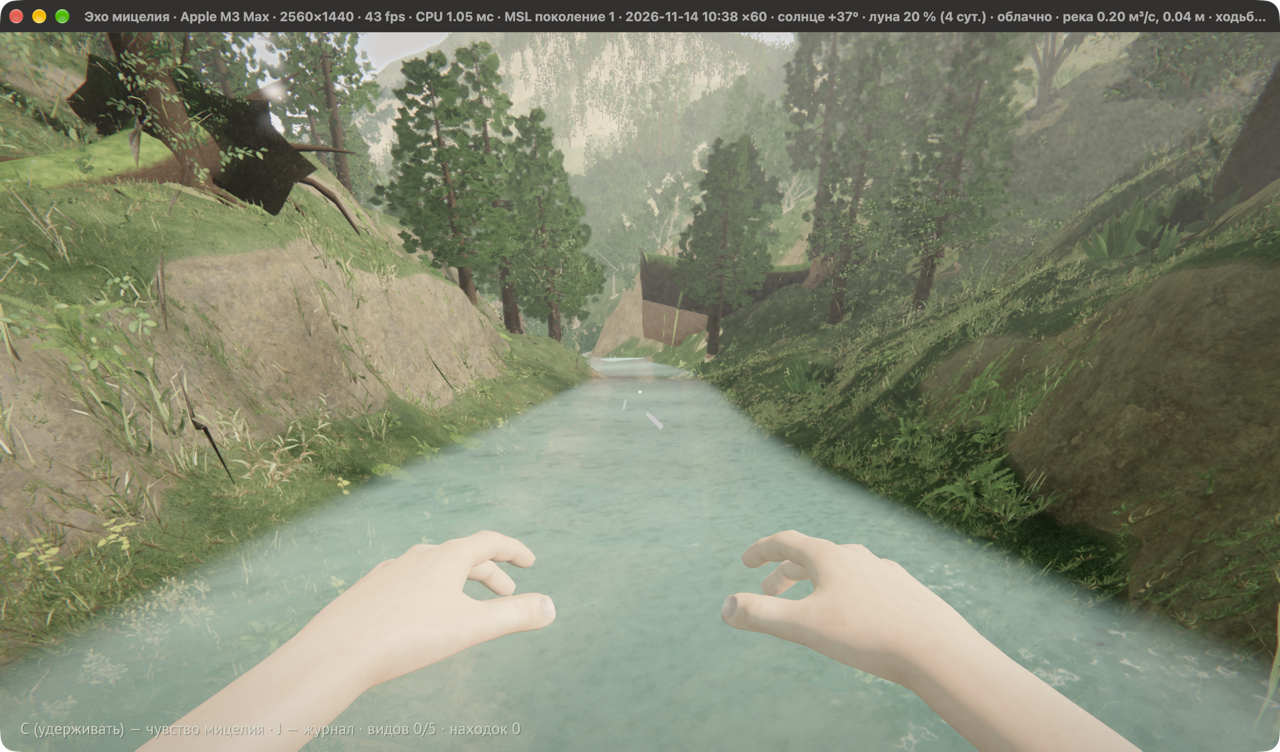 Эхо мицелия · Apple M3 Max · 2560×1440 · 43 fps · CPU 1.05 мс · MSL поколение 1 · 2026-11-14 10:38 ×60 · солнце +37° · луна 20 % (4 сут.) · облачно · река 0.20 м³/с, 0.04 м · ходьб...
C (удерживать) — чувство мицелия · J — журнал · видов 0/5 · находок 0